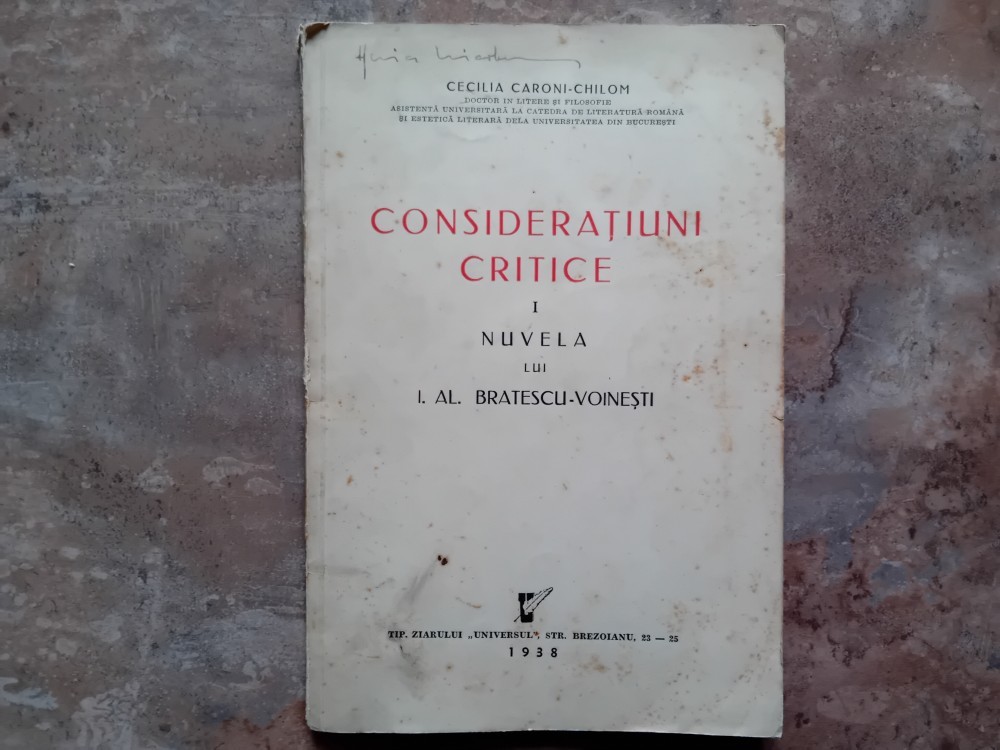 CECILIA CARONI-CHILOM
DOCTOR IN LITERE ȘI FILOSOFIE
ASISTENTĂ UNIVERSITARĂ LA CATEDRA DE LITERATURĂ ROMÂNĂ
ȘI ESTETICĂ LITERARĂ DELA UNIVERSITATEA DIN BUCUREȘTI
CONSIDERAȚIUNI
CRITICE
I
NUVELA
LUI
I. AL. BRATESCU-VOINEȘTI
TIP. ZIARULUI „UNIVERSUL”, STR. BREZOIANU, 23 — 25
1938